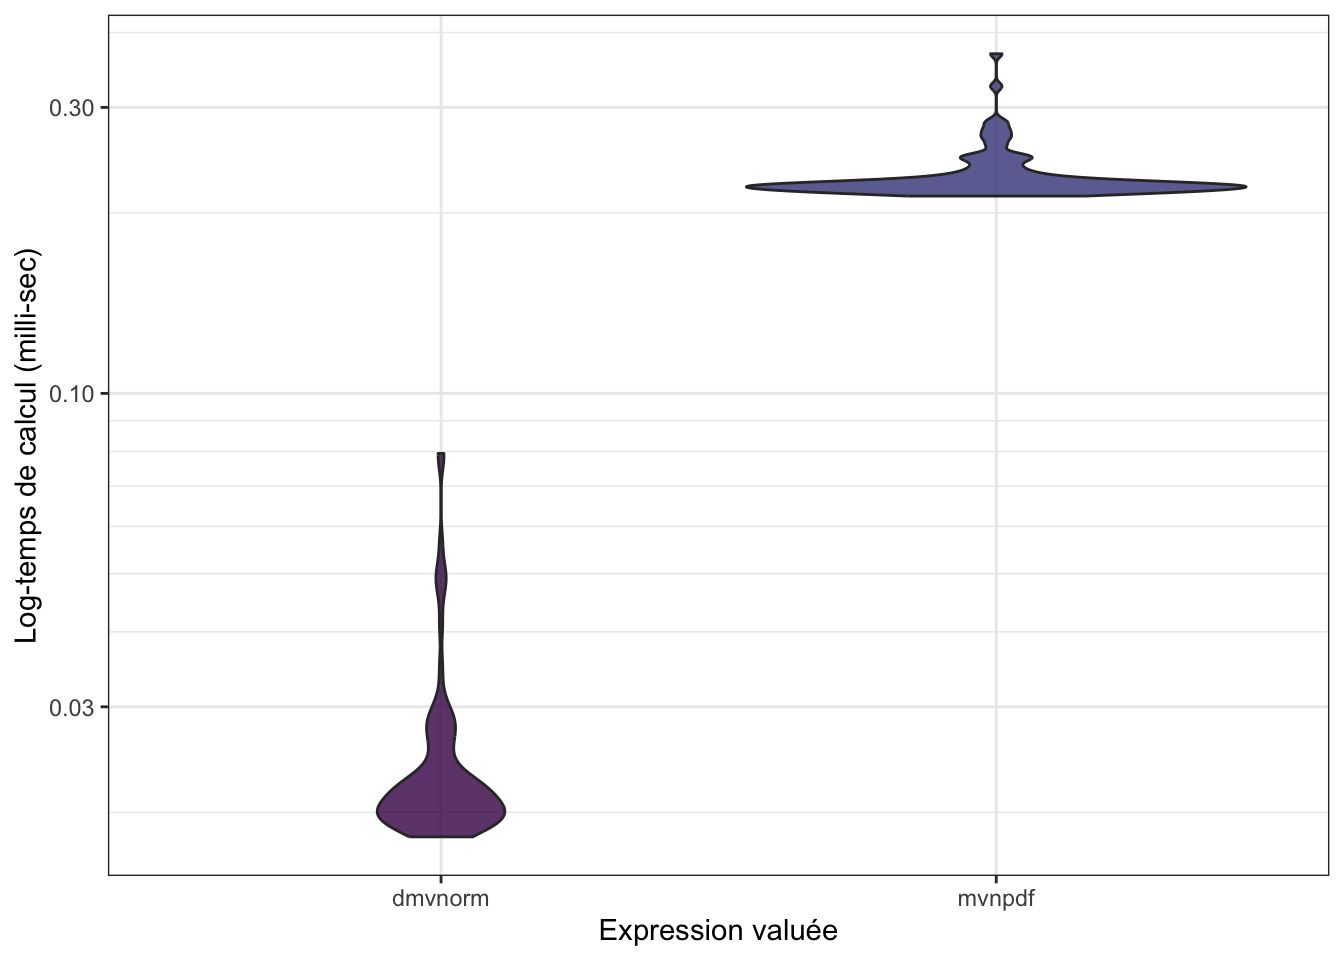 Log-temps de calcul (milli-sec)
0.30
0.10
0.03
dmvnorm
mvnpdf
Expression valuée